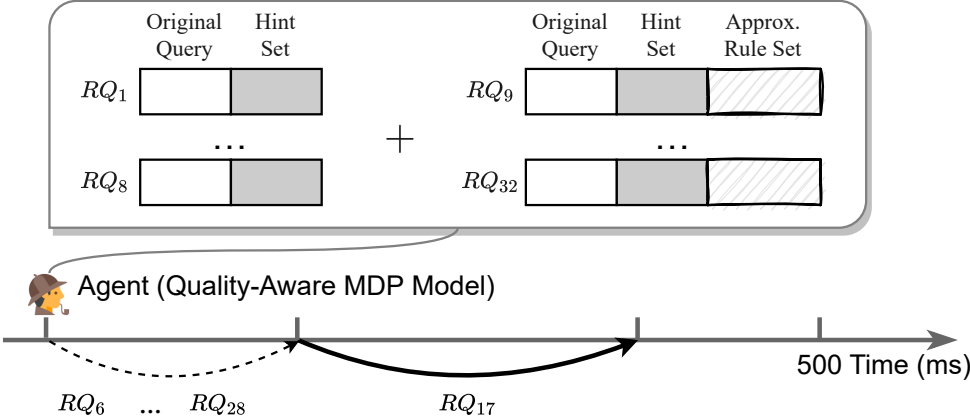 Original Query
Hint Set
Original Query
Hint Set
Approx. Rule Set
RQ1
RQ9
...
+
...
RQ8
RQ32
Agent (Quality-Aware MDP Model)
500 Time (ms)
RQ6 ... RQ28
RQ17